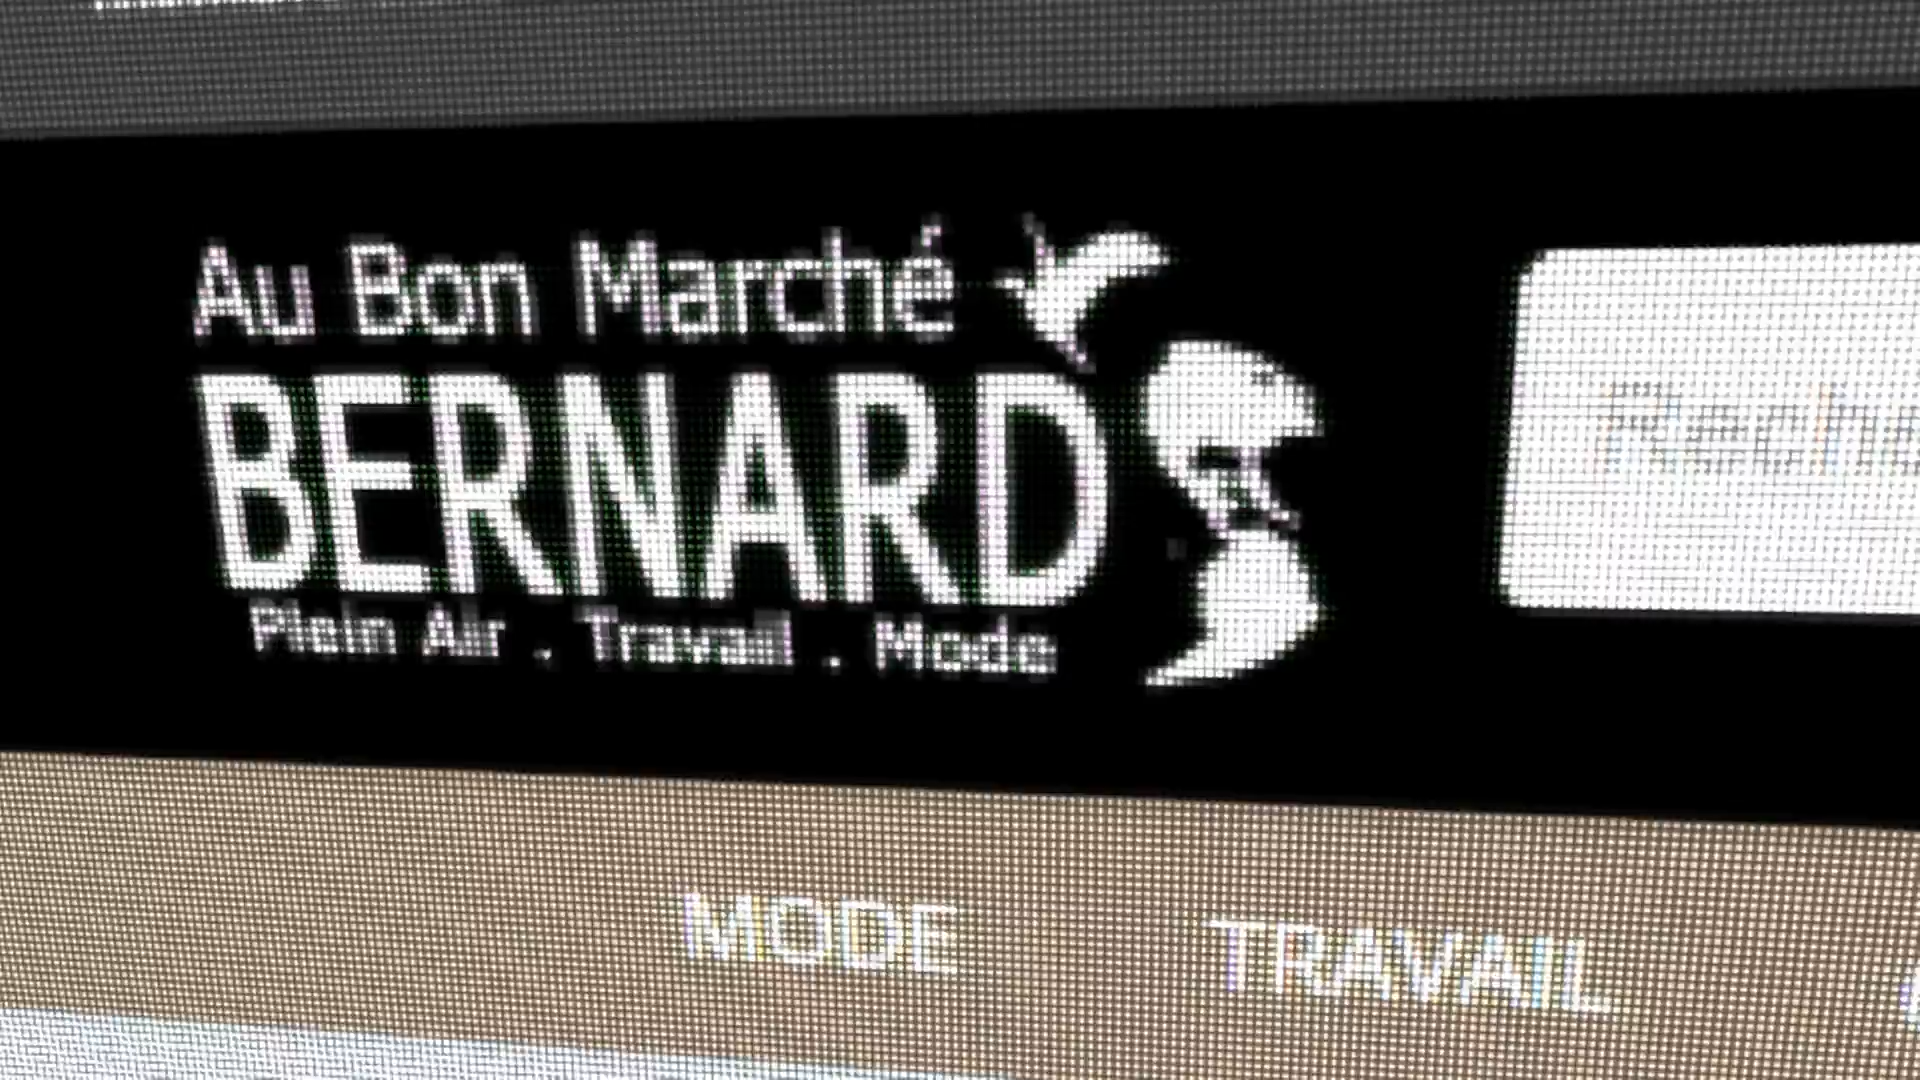 Au Bon Marché
BERNARD
Plein Air . Travail . Mode
MODE
TRAVAIL